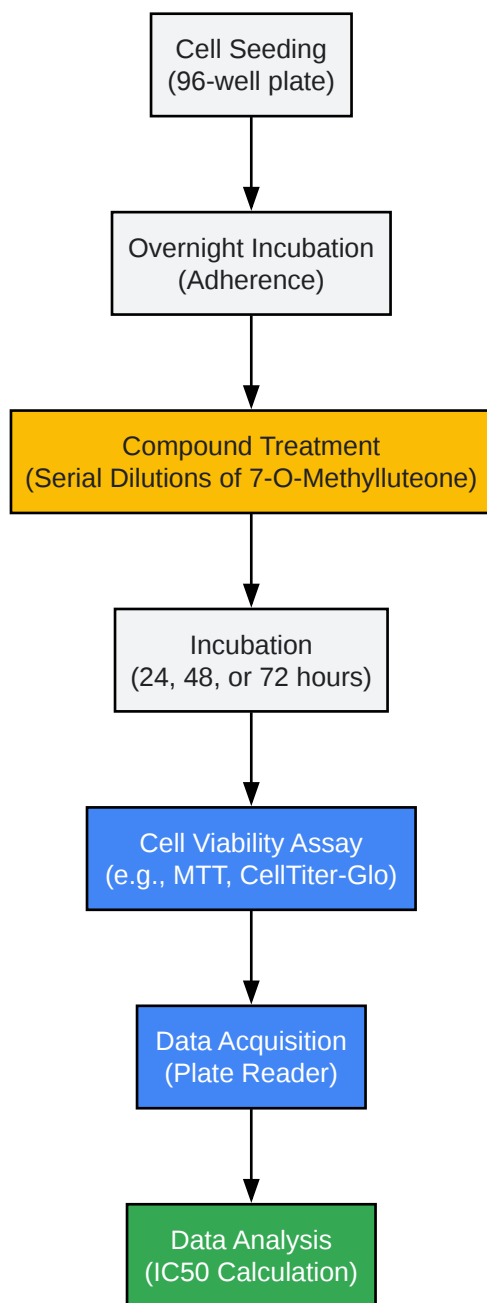 Cell Seeding
(96-well plate)
Overnight Incubation
(Adherence)
Compound Treatment
(Serial Dilutions of 7-O-Methylluteone)
Incubation
(24, 48, or 72 hours)
Cell Viability Assay
(e.g., MTT, CellTiter-Glo)
Data Acquisition
(Plate Reader)
Data Analysis
(IC50 Calculation)